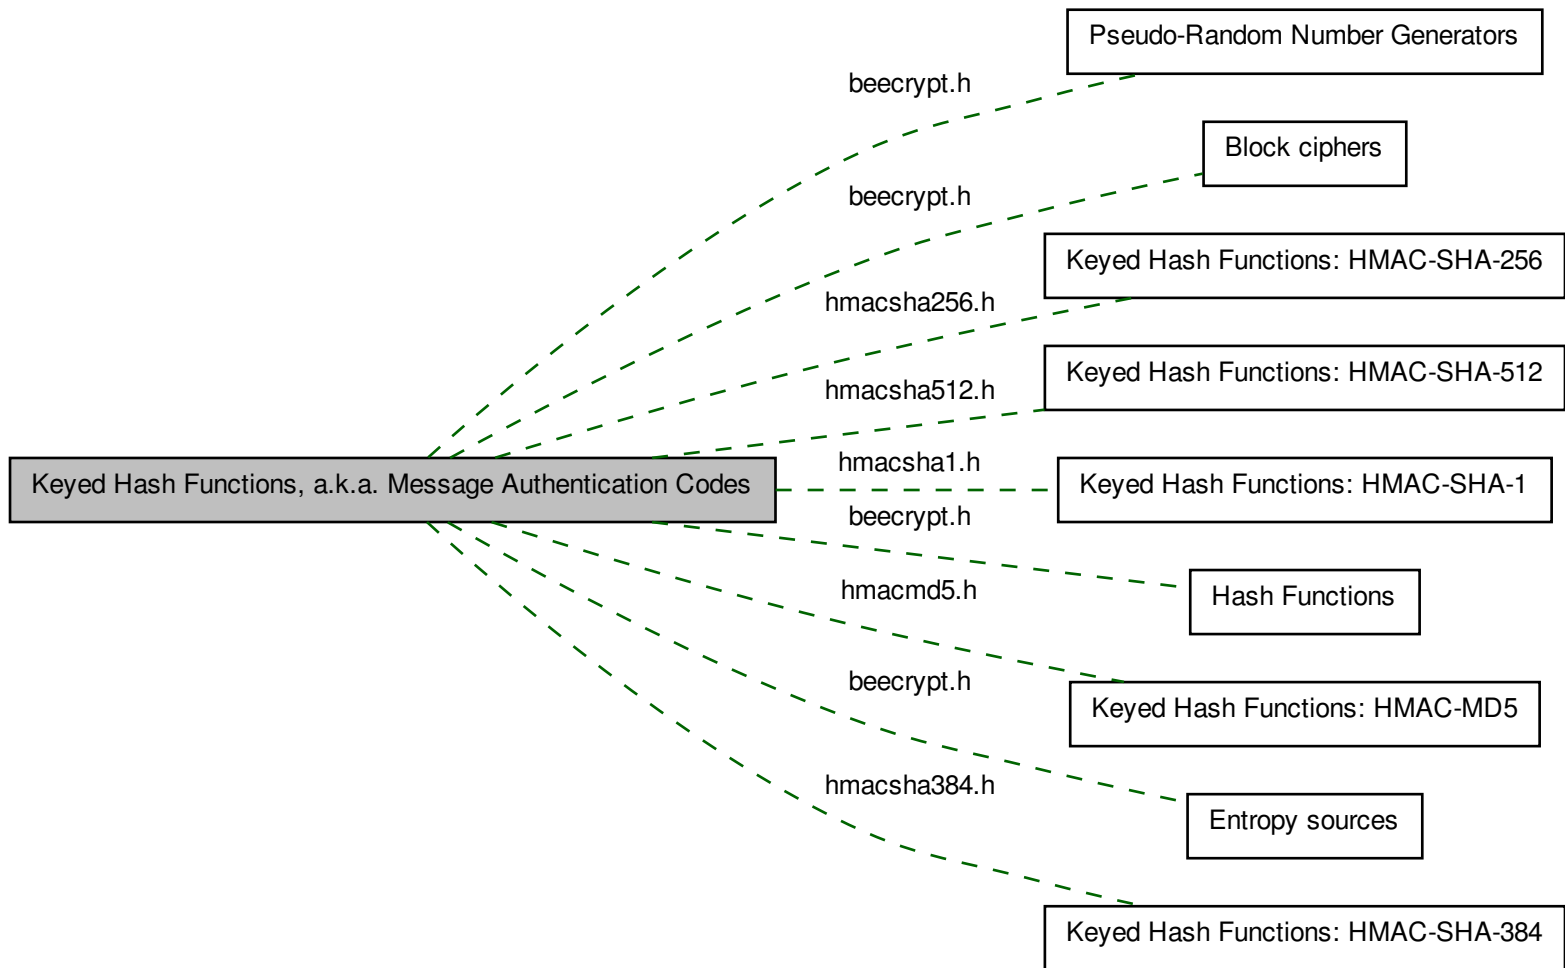 Pseudo-Random Number Generators
beecrypt.h
Block ciphers
beecrypt.h
Keyed Hash Functions: HMAC-SHA-256
hmacsha256.h
Keyed Hash Functions: HMAC-SHA-512
hmacsha512.h
Keyed Hash Functions, a.k.a. Message Authentication Codes
hmacsha1.h
Keyed Hash Functions: HMAC-SHA-1
beecrypt.h
Hash Functions
hmacmd5.h
Keyed Hash Functions: HMAC-MD5
beecrypt.h
Entropy sources
hmacsha384.h
Keyed Hash Functions: HMAC-SHA-384